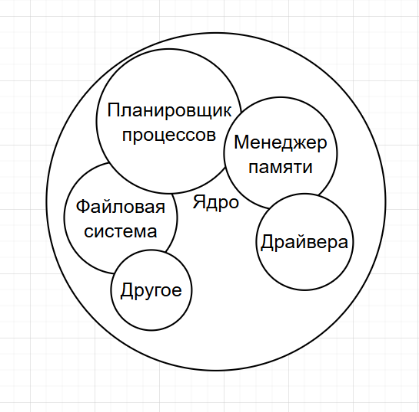 Планировщик
процессов
Менеджер
памяти
Файловая
система
Ядро
Драйвера
Другое